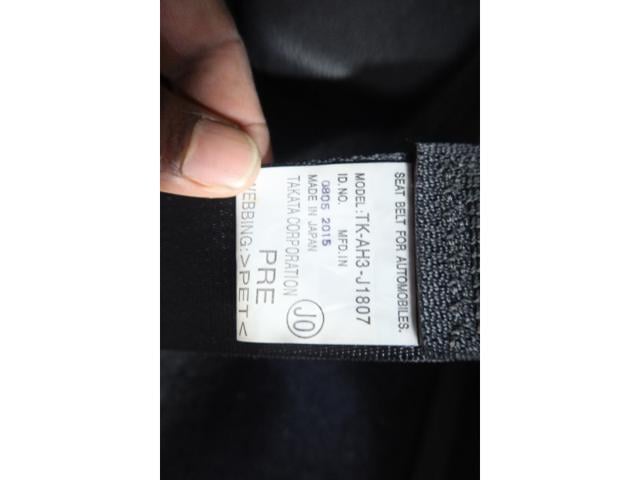 SEAT BELT FOR AUTOMOBILES.
MODEL:TK-AH3-J1807
ID.NO. MFD.IN
0805 2015
MADE IN JAPAN
TAKATA CORPORATION
JO
PRE
WEBBING:>PET<